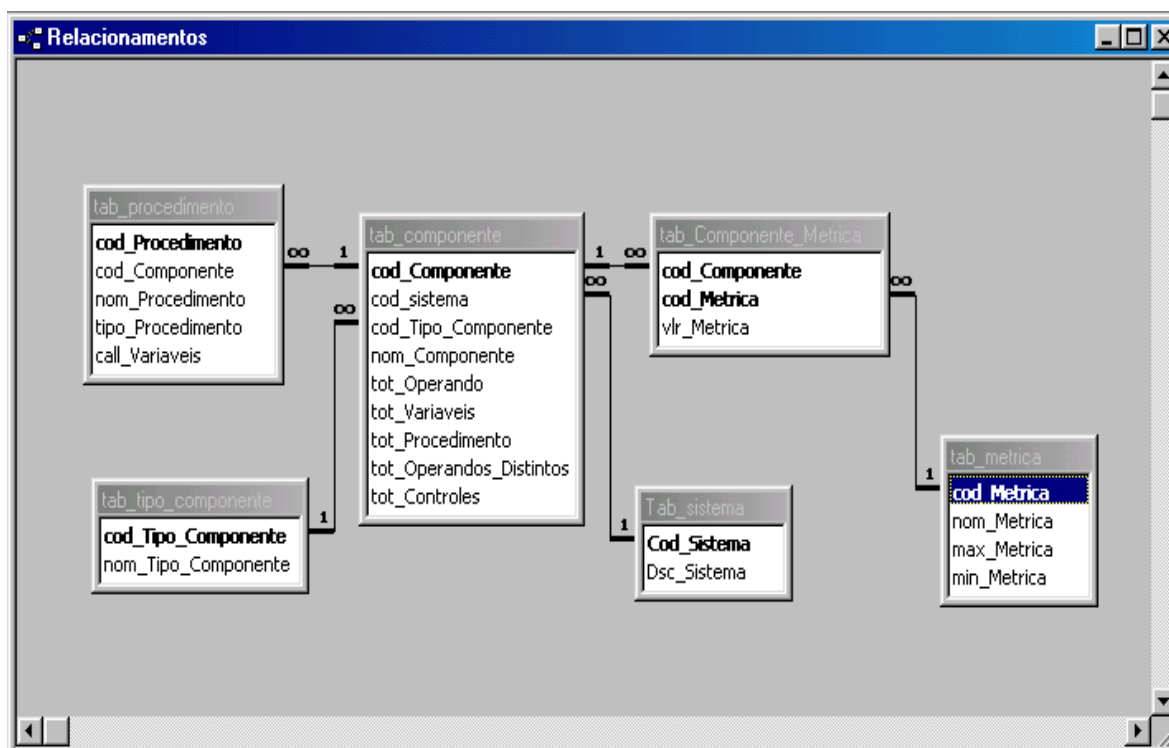 Relacionamentos
tab_procedimento
cod_Procedimento
cod_Componente
nom_Procedimento
tipo_Procedimento
call_Variaveis
∞ 1
tab_componente
cod_Componente
cod_sistema
cod_Tipo_Componente
nom_Componente
tot_Operando
tot_Variaveis
tot_Procedimento
tot_Operandos_Distintos
tot_Controles
1 ∞
∞
∞
tab_Componente_Metrica
cod_Componente
cod_Metrica
vlr_Metrica
∞
tab_tipo_componente
cod_Tipo_Componente
nom_Tipo_Componente
1
1
Tab_sistema
Cod_Sistema
Dsc_Sistema
1
tab_metrica
cod_Metrica
nom_Metrica
max_Metrica
min_Metrica